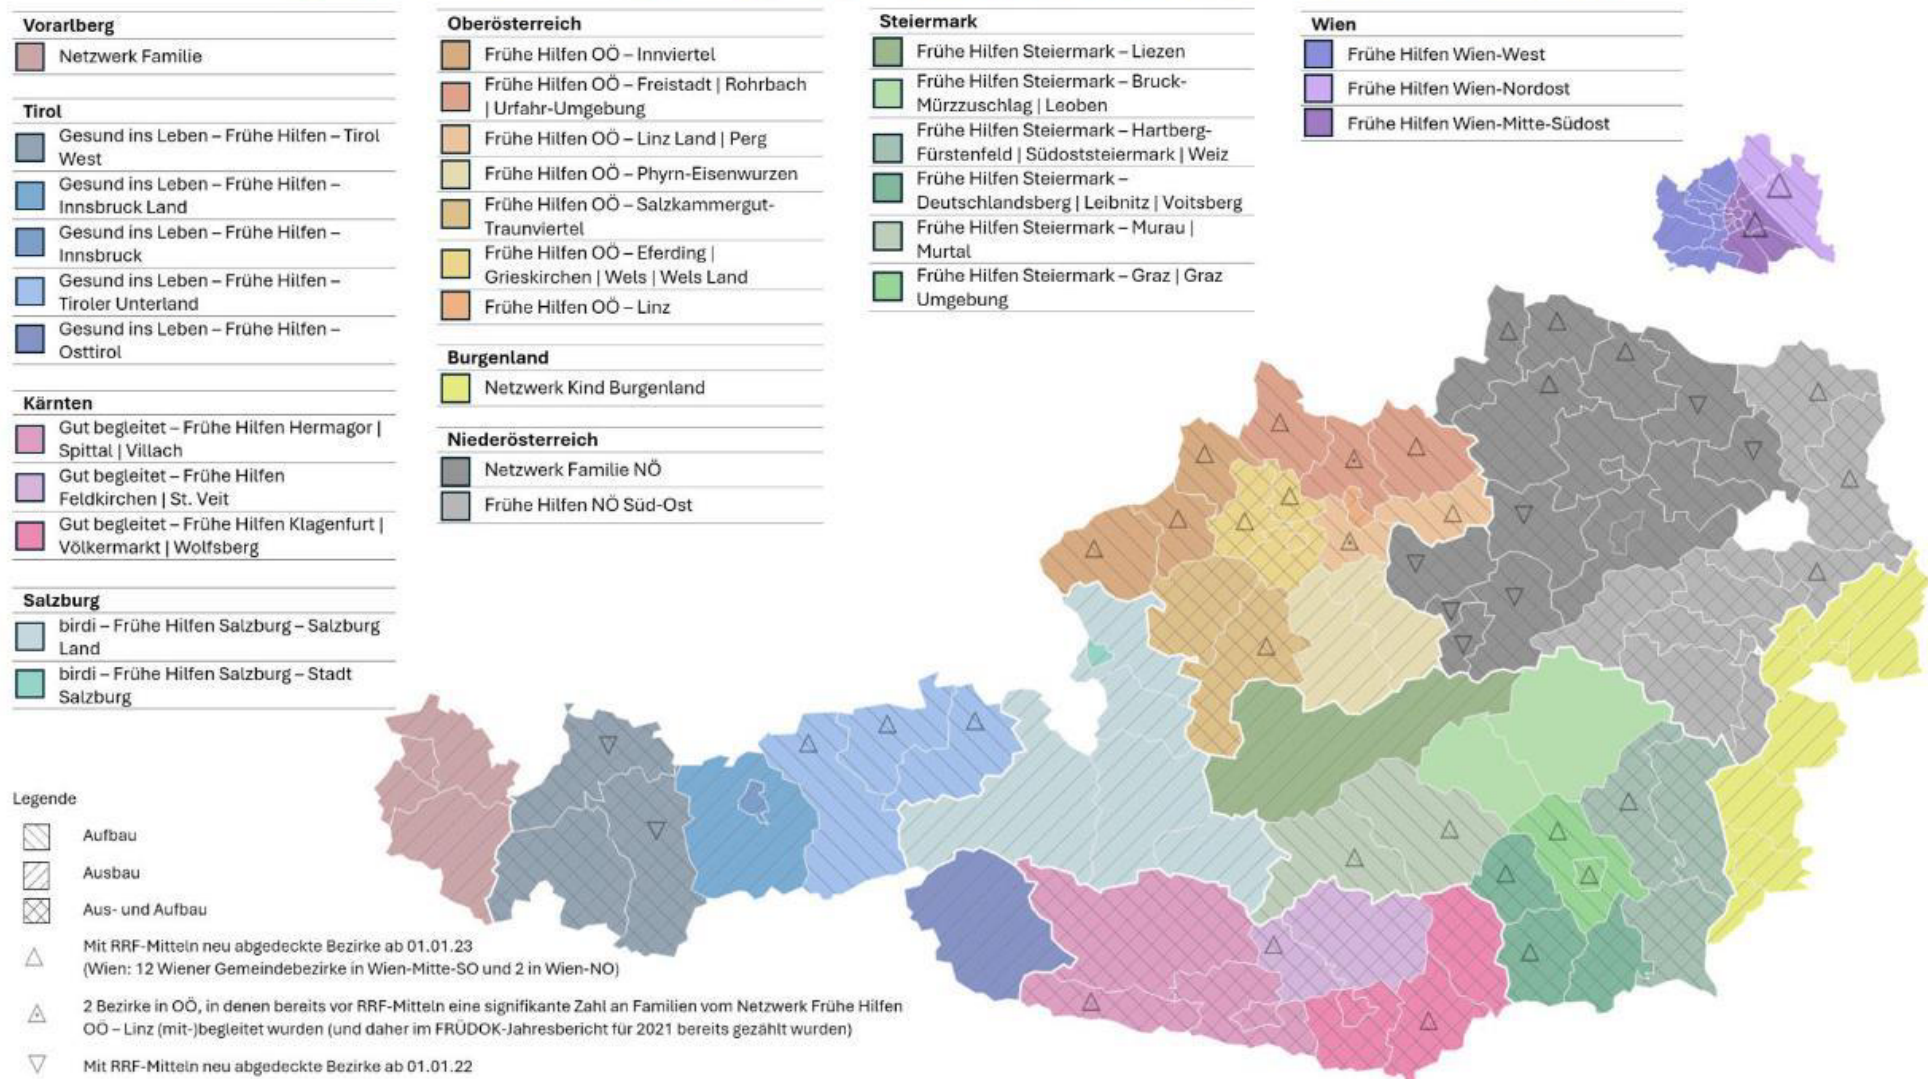 Vorarlberg
Netzwerk Familie
Tirol
Gesund ins Leben – Frühe Hilfen – Tirol
West
Gesund ins Leben – Frühe Hilfen –
Innsbruck Land
Gesund ins Leben – Frühe Hilfen –
Innsbruck
Gesund ins Leben – Frühe Hilfen –
Tiroler Unterland
Gesund ins Leben – Frühe Hilfen –
Osttirol
Kärnten
Gut begleitet – Frühe Hilfen Hermagor |
Spittal | Villach
Gut begleitet – Frühe Hilfen
Feldkirchen | St. Veit
Gut begleitet – Frühe Hilfen Klagenfurt |
Völkermarkt | Wolfsberg
Salzburg
birdi – Frühe Hilfen Salzburg – Salzburg
Land
birdi – Frühe Hilfen Salzburg – Stadt
Salzburg
Oberösterreich
Frühe Hilfen OÖ – Innviertel
Frühe Hilfen OÖ – Freistadt | Rohrbach
| Urfahr-Umgebung
Frühe Hilfen OÖ – Linz Land | Perg
Frühe Hilfen OÖ – Phyrn-Eisenwurzen
Frühe Hilfen OÖ – Salzkammergut-
Traunviertel
Frühe Hilfen OÖ – Eferding |
Grieskirchen | Wels | Wels Land
Frühe Hilfen OÖ – Linz
Burgenland
Netzwerk Kind Burgenland
Niederösterreich
Netzwerk Familie NÖ
Frühe Hilfen NÖ Süd-Ost
Steiermark
Frühe Hilfen Steiermark – Liezen
Frühe Hilfen Steiermark – Bruck-
Mürzzuschlag | Leoben
Frühe Hilfen Steiermark – Hartberg-
Fürstenfeld | Südoststeiermark | Weiz
Frühe Hilfen Steiermark –
Deutschlandsberg | Leibnitz | Voitsberg
Frühe Hilfen Steiermark – Murau |
Murtal
Frühe Hilfen Steiermark – Graz | Graz
Umgebung
Wien
Frühe Hilfen Wien-West
Frühe Hilfen Wien-Nordost
Frühe Hilfen Wien-Mitte-Südost
Legende
Aufbau
Ausbau
Aus- und Aufbau
Mit RRF-Mitteln neu abgedeckte Bezirke ab 01.01.23
(Wien: 12 Wiener Gemeindebezirke in Wien-Mitte-SO und 2 in Wien-NO)
2 Bezirke in OÖ, in denen bereits vor RRF-Mitteln eine signifikante Zahl an Familien vom Netzwerk Frühe Hilfen
OÖ – Linz (mit-)begleitet wurden (und daher im FRÜDOK-Jahresbericht für 2021 bereits gezählt wurden)
Mit RRF-Mitteln neu abgedeckte Bezirke ab 01.01.22